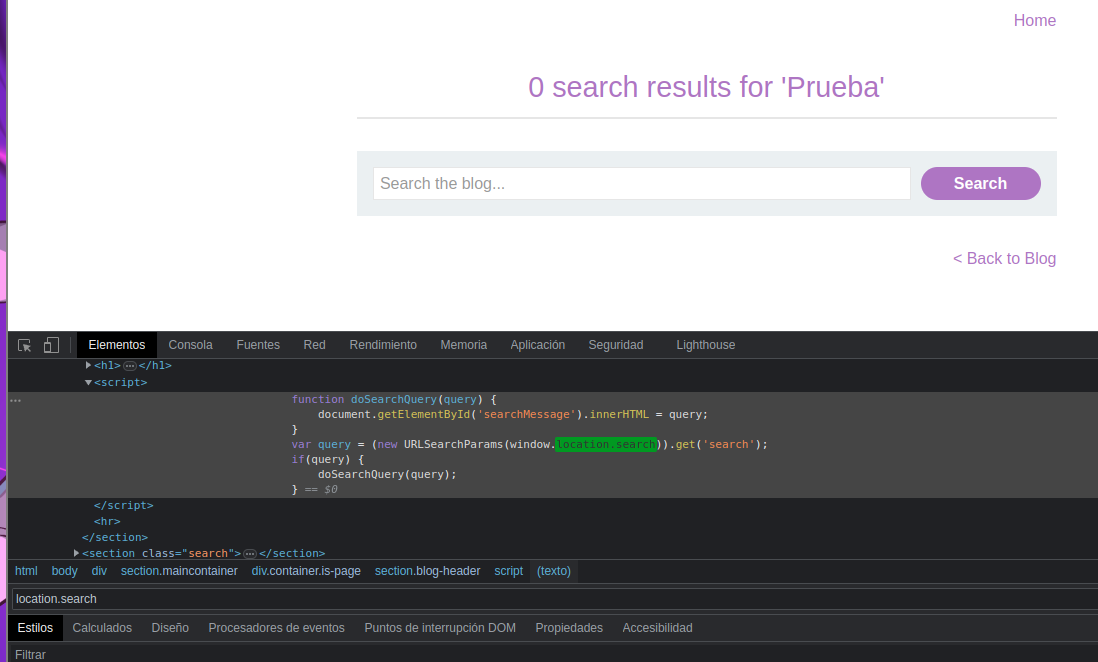 Home
0 search results for 'Prueba'
Search the blog...
Search
< Back to Blog
Elementos Consola Fuentes Red Rendimiento Memoria Aplicación Seguridad Lighthouse
<h1>…</h1>
<script>
function doSearchQuery(query) {
document.getElementById('searchMessage').innerHTML = query;
}
var query = (new URLSearchParams(window.location.search)).get('search');
if(query) {
doSearchQuery(query);
} == $0
</script>
<hr>
</section>
<section class="search">…</section>
html body div section.maincontainer div.container.is-page section.blog-header script (texto)
location.search
Estilos Calculados Diseño Procesadores de eventos Puntos de interrupción DOM Propiedades Accesibilidad
Filtrar